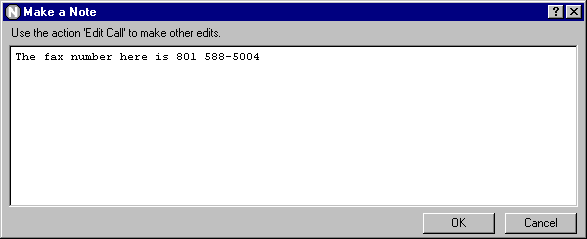 N Make a Note
Use the action 'Edit Call' to make other edits.
The fax number here is 801 588-5004
OK Cancel